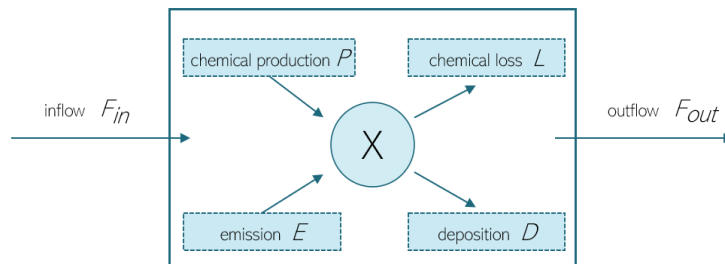 chemical production P
chemical loss L
inflow F_in
outflow F_out
X
emission E
deposition D